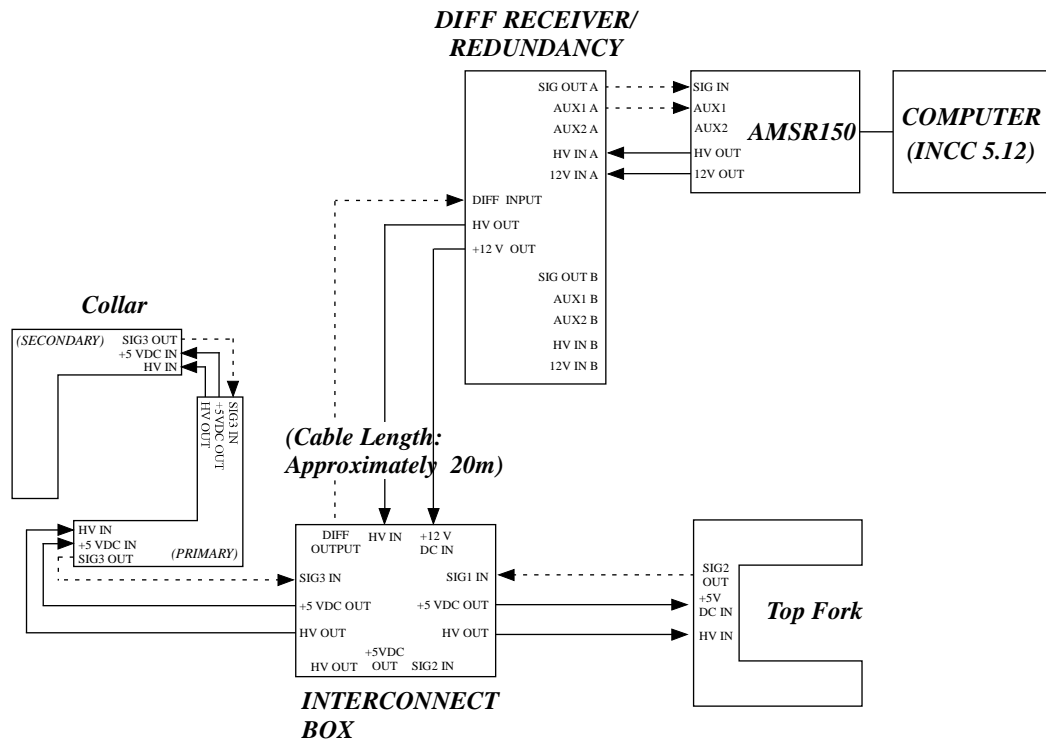 DIFF RECEIVER/
REDUNDANCY
SIG OUT A
AUX1 A
AUX2 A
HV IN A
12V IN A
DIFF INPUT
HV OUT
+12 V OUT
SIG OUT B
AUX1 B
AUX2 B
HV IN B
12V IN B
SIG IN
AUX1
AUX2
HV OUT
12V OUT
AMSR150
COMPUTER
(INCC 5.12)
Collar
(SECONDARY)
SIG3 OUT
+5 VDC IN
HV IN
SIG3 IN
+5VDC OUT
HV OUT
HV IN
+5 VDC IN
SIG3 OUT
(PRIMARY)
(Cable Length:
Approximately 20m)
DIFF
OUTPUT
HV IN
+12 V
DC IN
SIG3 IN
SIG1 IN
+5 VDC OUT
+5 VDC OUT
HV OUT
HV OUT
HV OUT
+5VDC
OUT
SIG2 IN
INTERCONNECT
BOX
SIG2
OUT
+5V
DC IN
HV IN
Top Fork